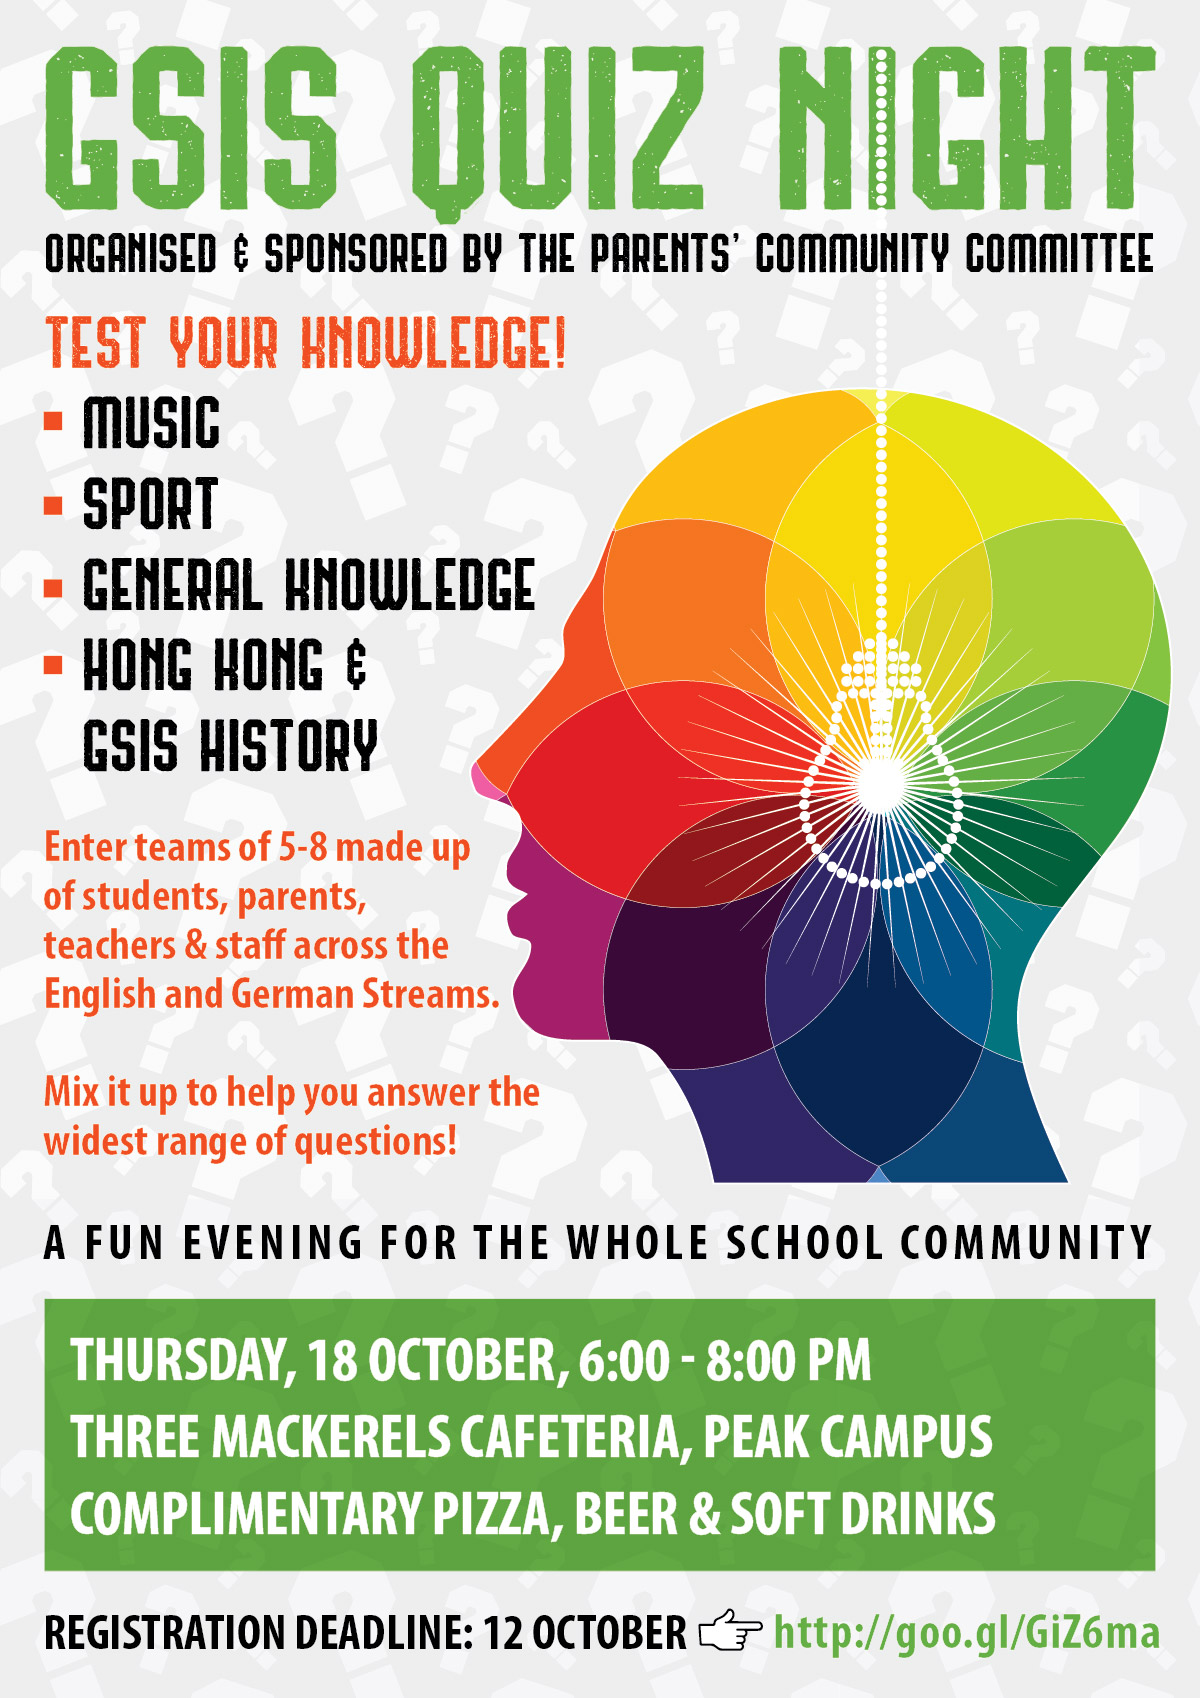 GSIS QUIZ NIGHT
ORGANISED & SPONSORED BY THE PARENTS' COMMUNITY COMMITTEE
TEST YOUR KNOWLEDGE!
▪ MUSIC
▪ SPORT
▪ GENERAL KNOWLEDGE
▪ HONG KONG &
GSIS HISTORY
Enter teams of 5-8 made up
of students, parents,
teachers & staff across the
English and German Streams.
Mix it up to help you answer the
widest range of questions!
A FUN EVENING FOR THE WHOLE SCHOOL COMMUNITY
THURSDAY, 18 OCTOBER, 6:00 - 8:00 PM
THREE MACKERELS CAFETERIA, PEAK CAMPUS
COMPLIMENTARY PIZZA, BEER & SOFT DRINKS
REGISTRATION DEADLINE: 12 OCTOBER http://goo.gl/GiZ6ma